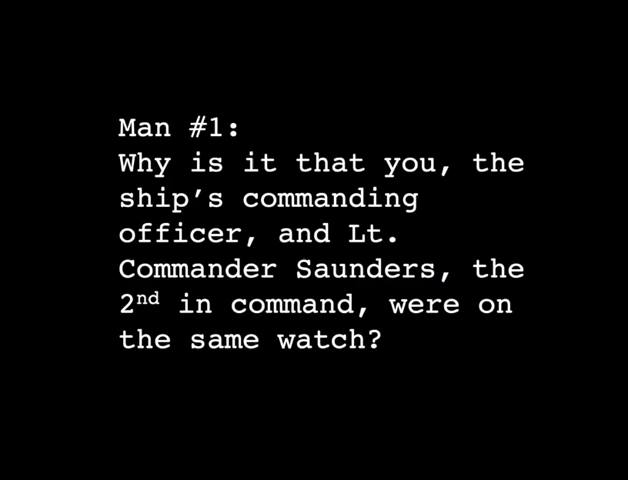 Man #1:
Why is it that you, the
ship’s commanding
officer, and Lt.
Commander Saunders, the
2nd in command, were on
the same watch?